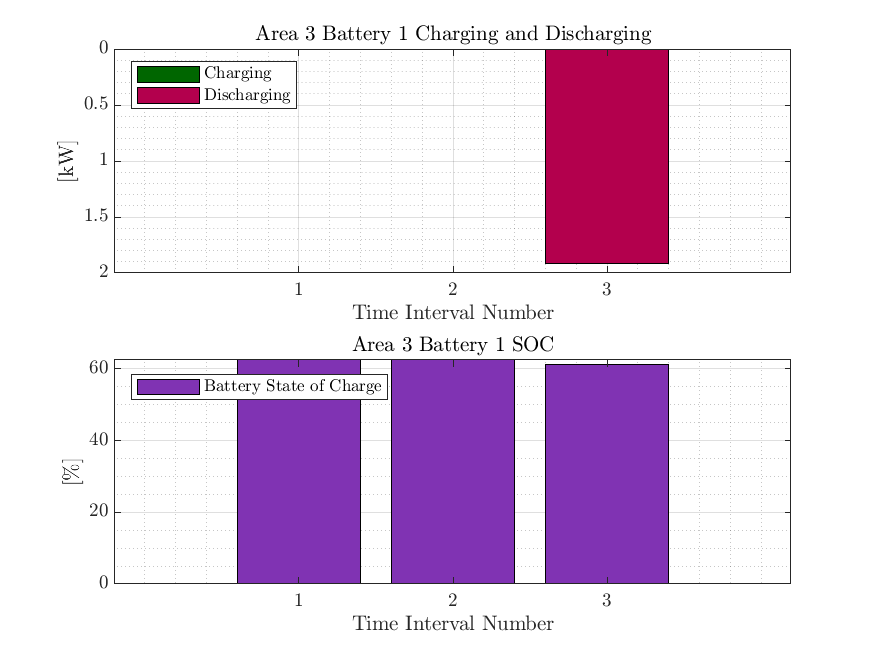 Area 3 Battery 1 Charging and Discharging
0
0.5
1
1.5
2
[kW]
Charging
Discharging
1 2 3
Time Interval Number
Area 3 Battery 1 SOC
60
40
20
0
[%]
Battery State of Charge
1 2 3
Time Interval Number